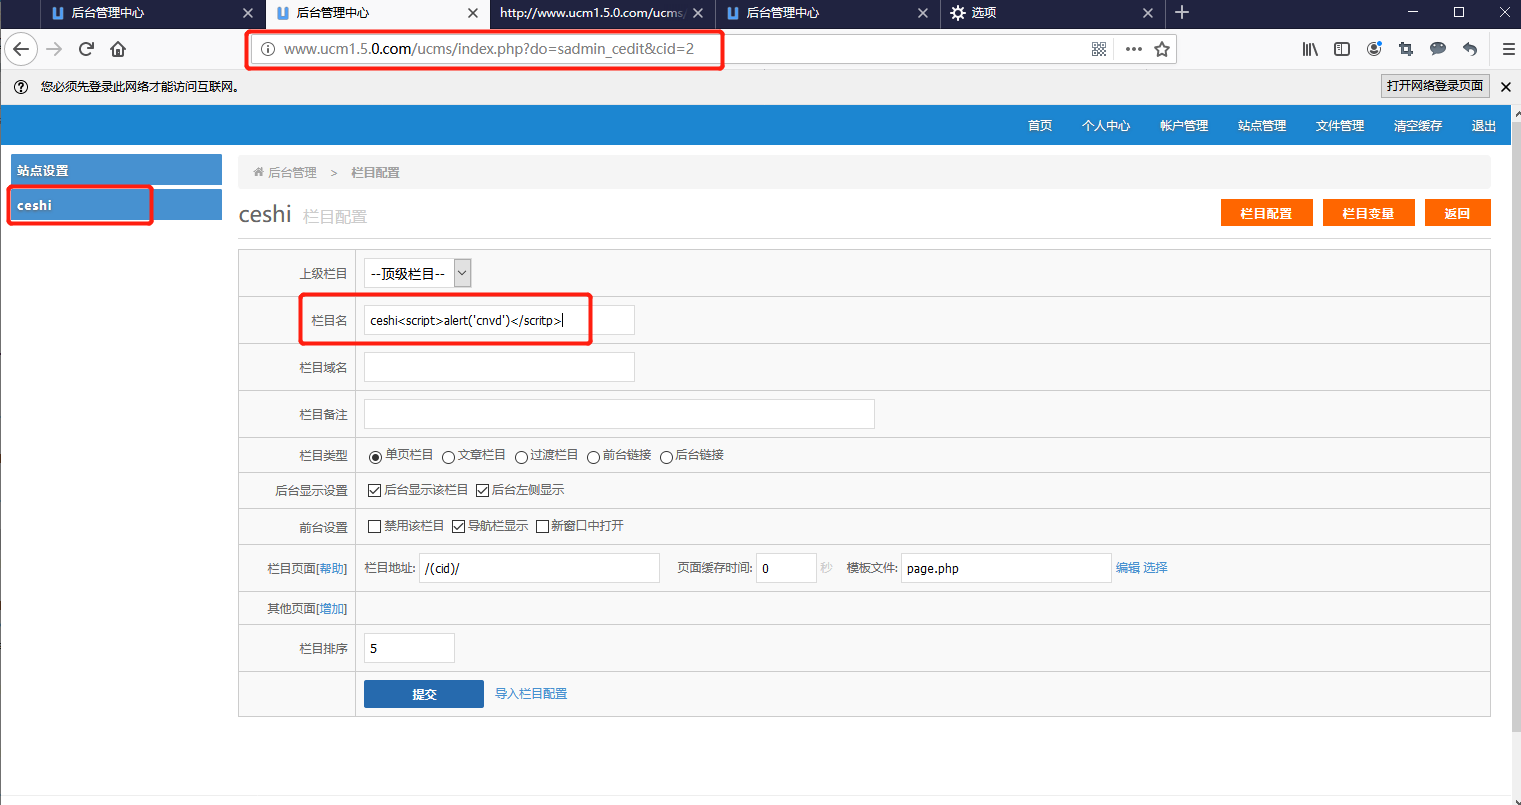 后台管理中心 后台管理中心 http://www.ucm1.5.0.com/ucms/ 后台管理中心 选项
www.ucm1.5.0.com/ucms/index.php?do=sadmin_cedit&cid=2
您必须先登录此网络才能访问互联网。 打开网络登录页面
首页 个人中心 帐户管理 站点管理 文件管理 清空缓存 退出
站点设置
ceshi
后台管理 > 栏目配置
ceshi 栏目配置 栏目配置 栏目变量 返回
上级栏目 --顶级栏目--
栏目名 ceshi<script>alert('cnvd')</scritp>
栏目域名
栏目备注
栏目类型 单页栏目 文章栏目 过渡栏目 前台链接 后台链接
后台显示设置 后台显示该栏目 后台左侧显示
前台设置 禁用该栏目 导航栏显示 新窗口中打开
栏目页面[帮助] 栏目地址: /(cid)/ 页面缓存时间: 0 秒 模板文件: page.php 编辑 选择
其他页面[增加]
栏目排序 5
提交 导入栏目配置